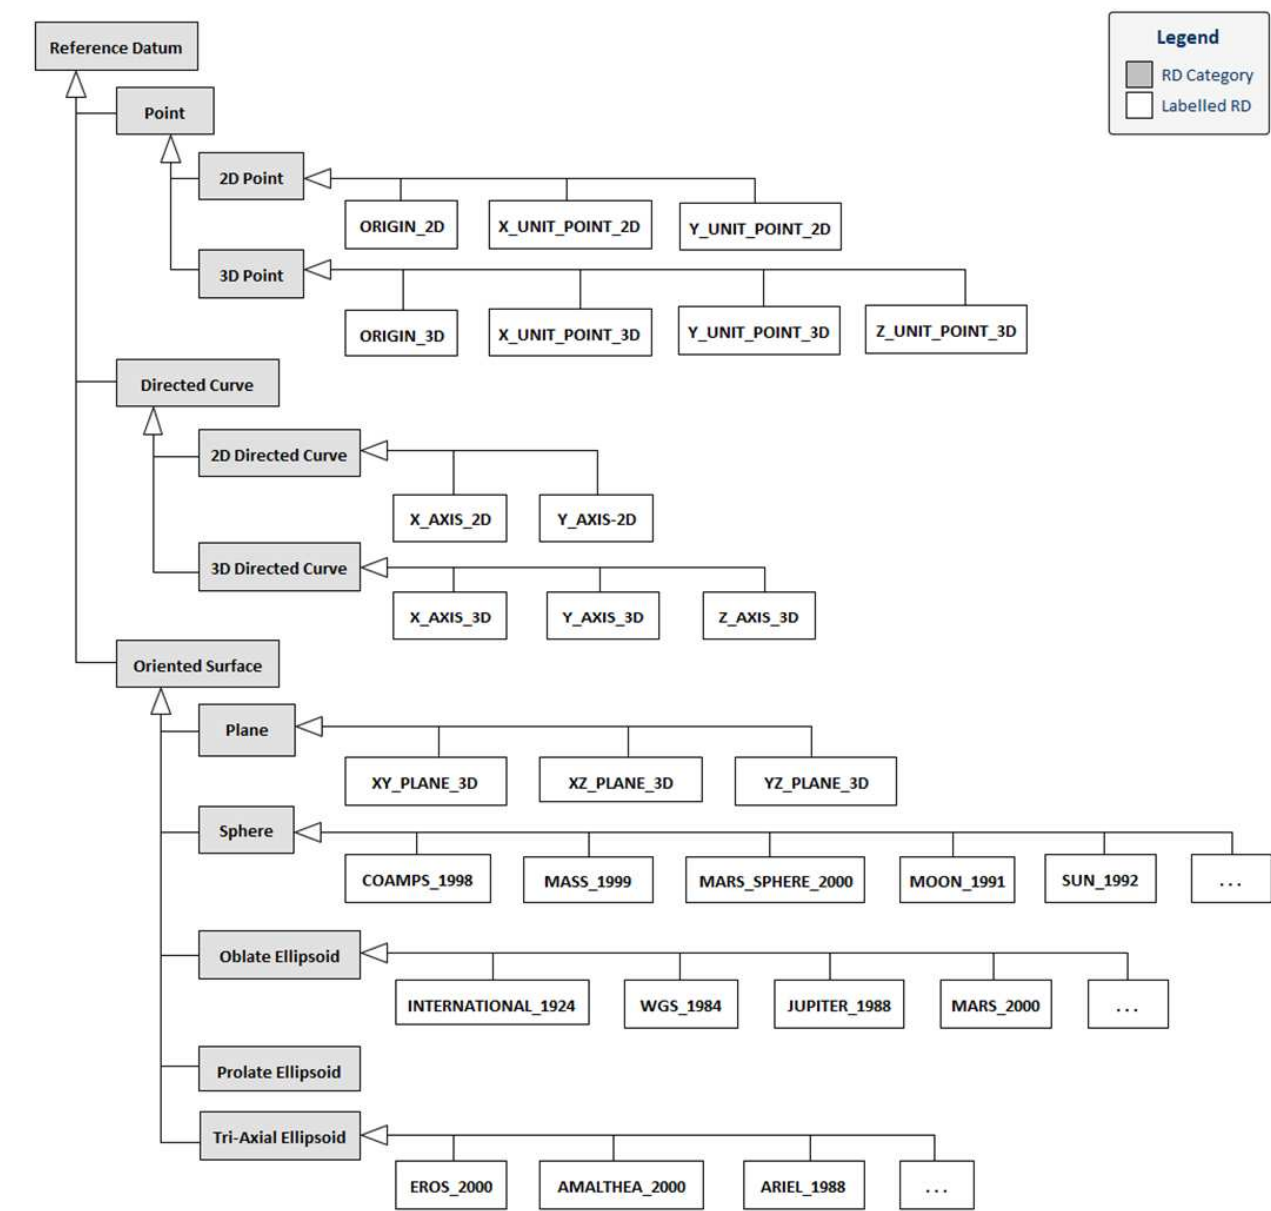 Reference Datum
Legend
RD Category
Labelled RD
Point
2D Point
ORIGIN_2D
X_UNIT_POINT_2D
Y_UNIT_POINT_2D
3D Point
ORIGIN_3D
X_UNIT_POINT_3D
Y_UNIT_POINT_3D
Z_UNIT_POINT_3D
Directed Curve
2D Directed Curve
X_AXIS_2D
Y_AXIS-2D
3D Directed Curve
X_AXIS_3D
Y_AXIS_3D
Z_AXIS_3D
Oriented Surface
Plane
XY_PLANE_3D
XZ_PLANE_3D
YZ_PLANE_3D
Sphere
COAMPS_1998
MASS_1999
MARS_SPHERE_2000
MOON_1991
SUN_1992
...
Oblate Ellipsoid
INTERNATIONAL_1924
WGS_1984
JUPITER_1988
MARS_2000
...
Prolate Ellipsoid
Tri-Axial Ellipsoid
EROS_2000
AMALTHEA_2000
ARIEL_1988
...